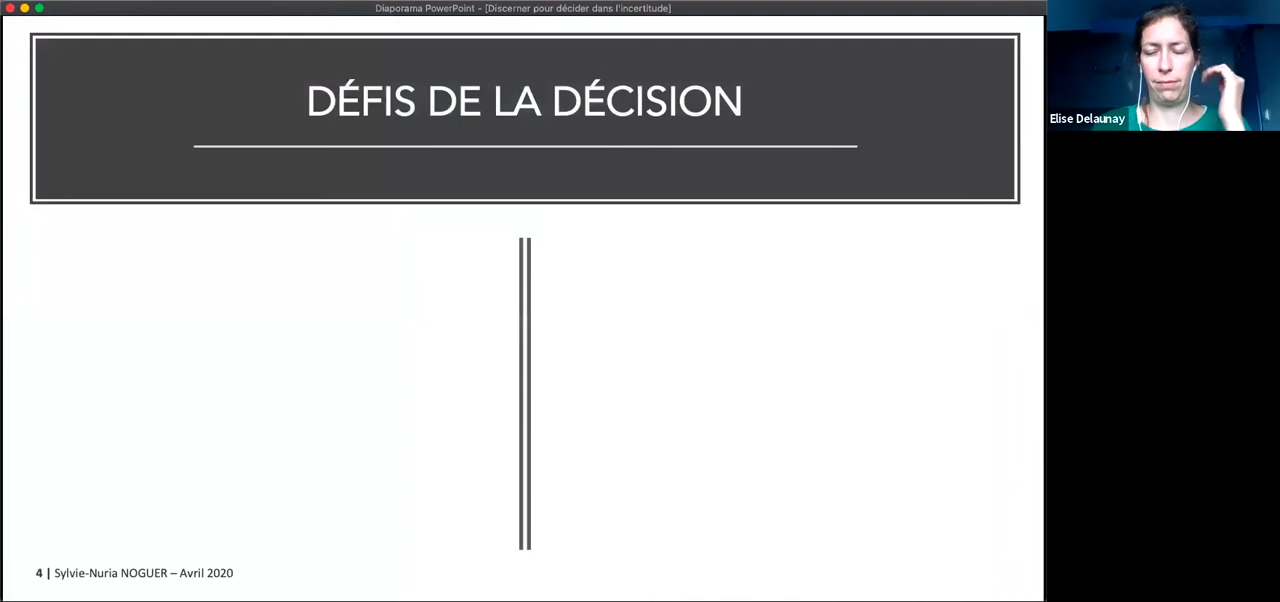 Diaporama PowerPoint - [Discerner pour décider dans l'incertitude]
DÉFIS DE LA DÉCISION
Elise Delaunay
4 | Sylvie-Nuria NOGUER – Avril 2020